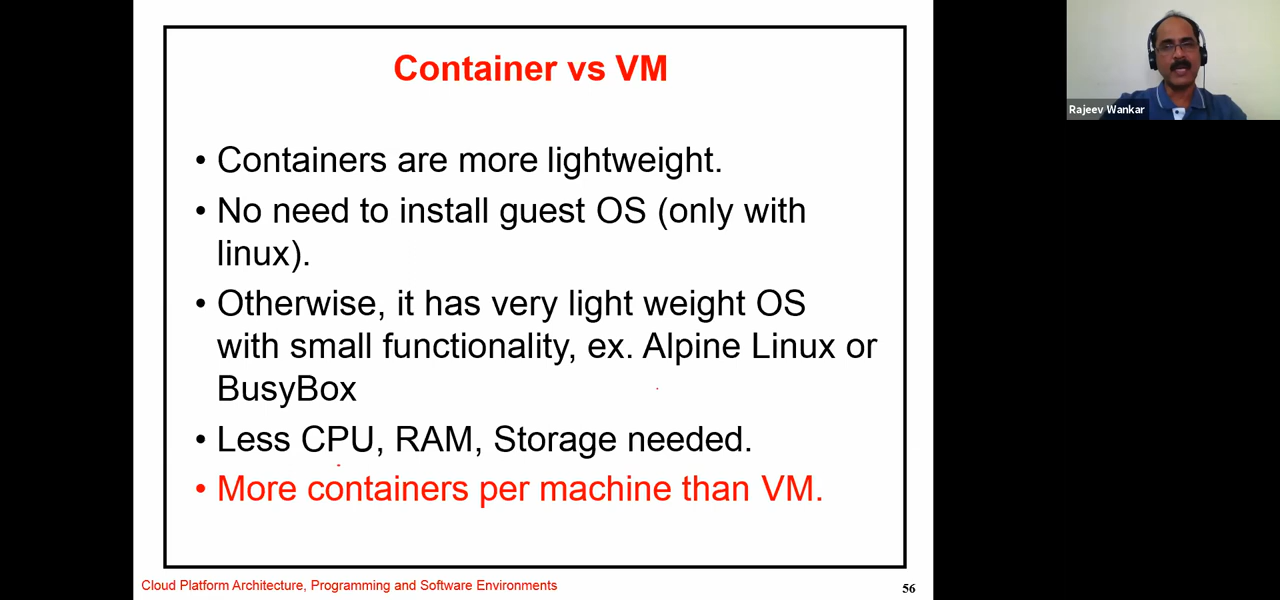 Container vs VM
• Containers are more lightweight.
• No need to install guest OS (only with
linux).
• Otherwise, it has very light weight OS
with small functionality, ex. Alpine Linux or
BusyBox
• Less CPU, RAM, Storage needed.
• More containers per machine than VM.
Cloud Platform Architecture, Programming and Software Environments
56
Rajeev Wankar